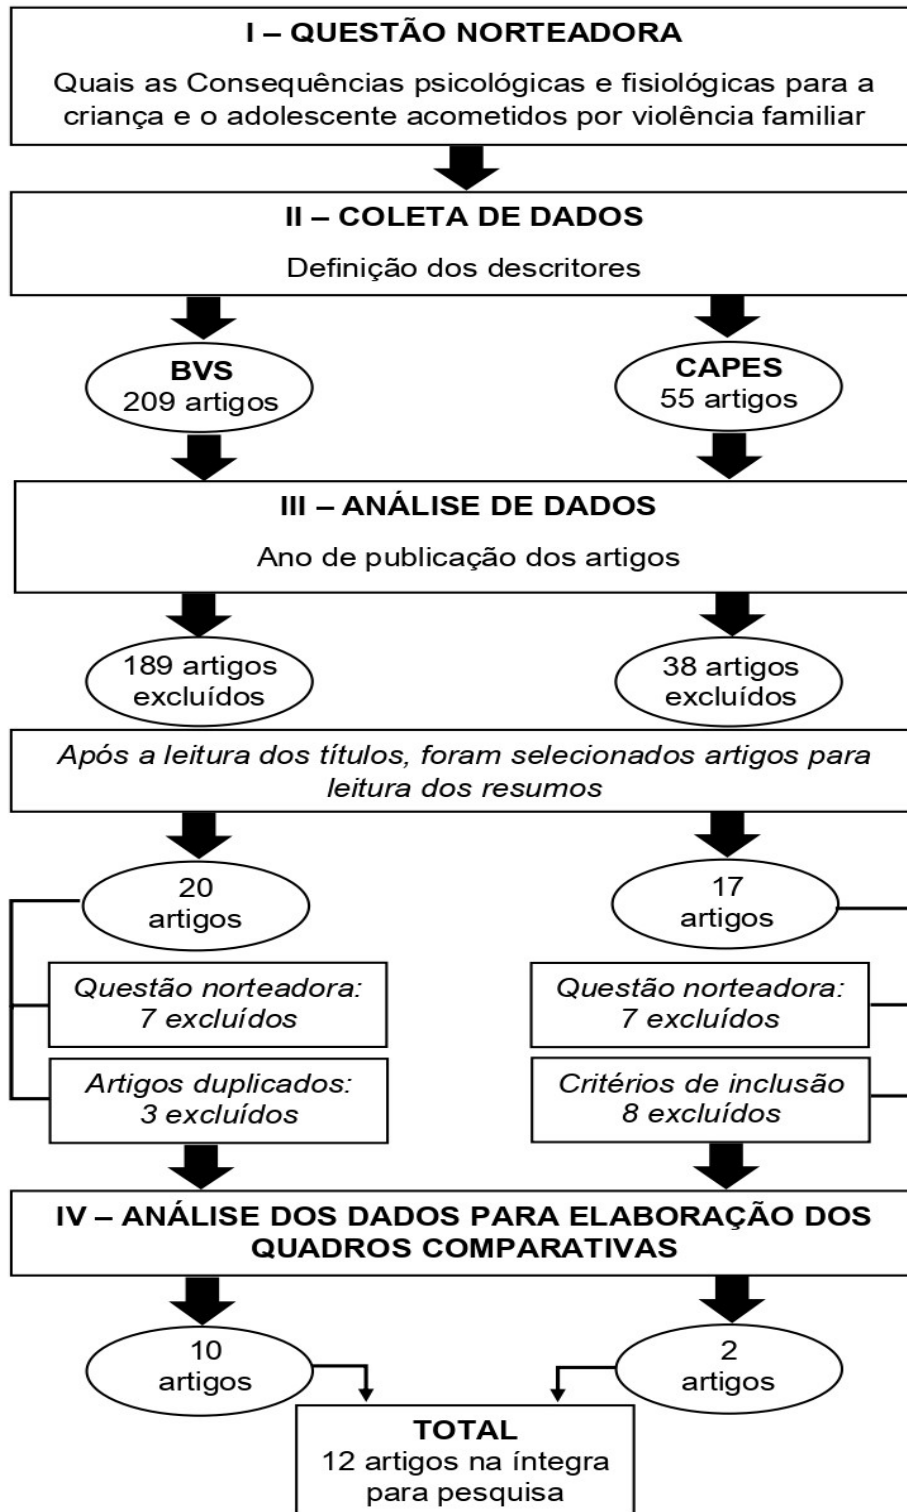 I – QUESTÃO NORTEADORA
Quais as Consequências psicológicas e fisiológicas para a
criança e o adolescente acometidos por violência familiar
II – COLETA DE DADOS
Definição dos descritores
BVS
209 artigos
CAPES
55 artigos
III – ANÁLISE DE DADOS
Ano de publicação dos artigos
189 artigos
excluídos
38 artigos
excluídos
Após a leitura dos títulos, foram selecionados artigos para
leitura dos resumos
20
artigos
17
artigos
Questão norteadora:
7 excluídos
Questão norteadora:
7 excluídos
Artigos duplicados:
3 excluídos
Critérios de inclusão
8 excluídos
IV – ANÁLISE DOS DADOS PARA ELABORAÇÃO DOS
QUADROS COMPARATIVAS
10
artigos
2
artigos
TOTAL
12 artigos na íntegra
para pesquisa